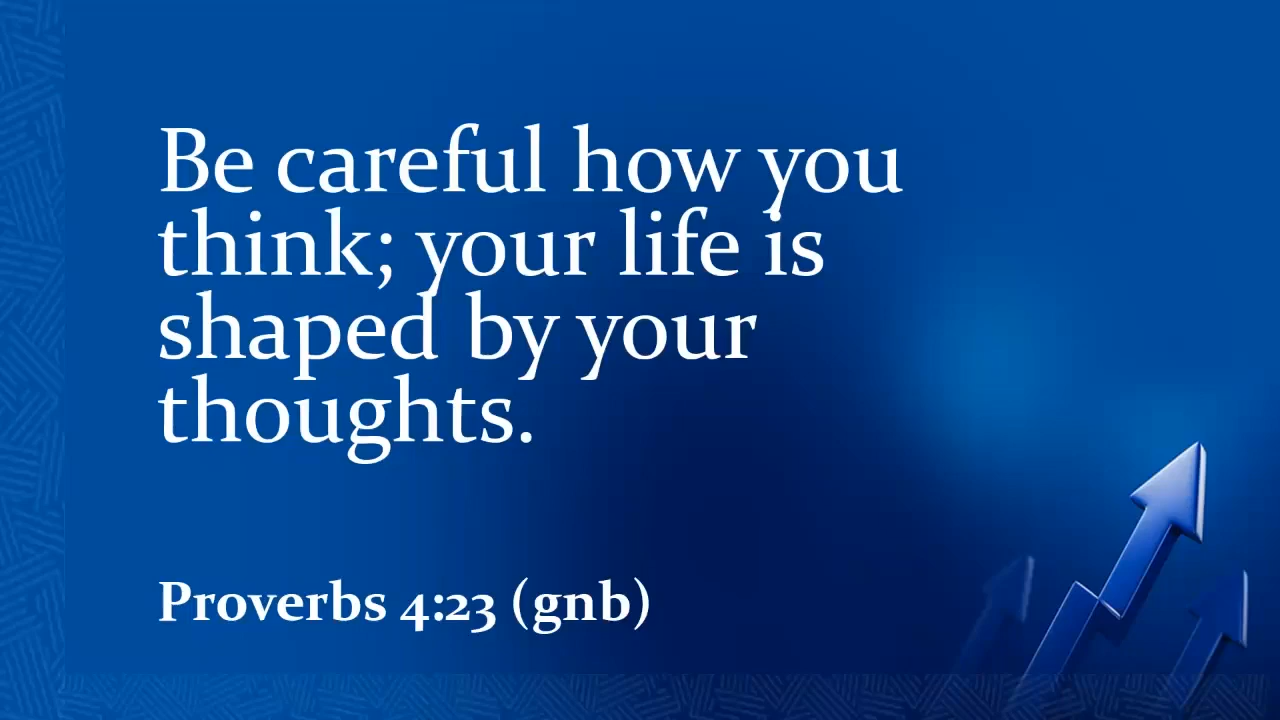 Be careful how you
think; your life is
shaped by your
thoughts.
Proverbs 4:23 (gnb)